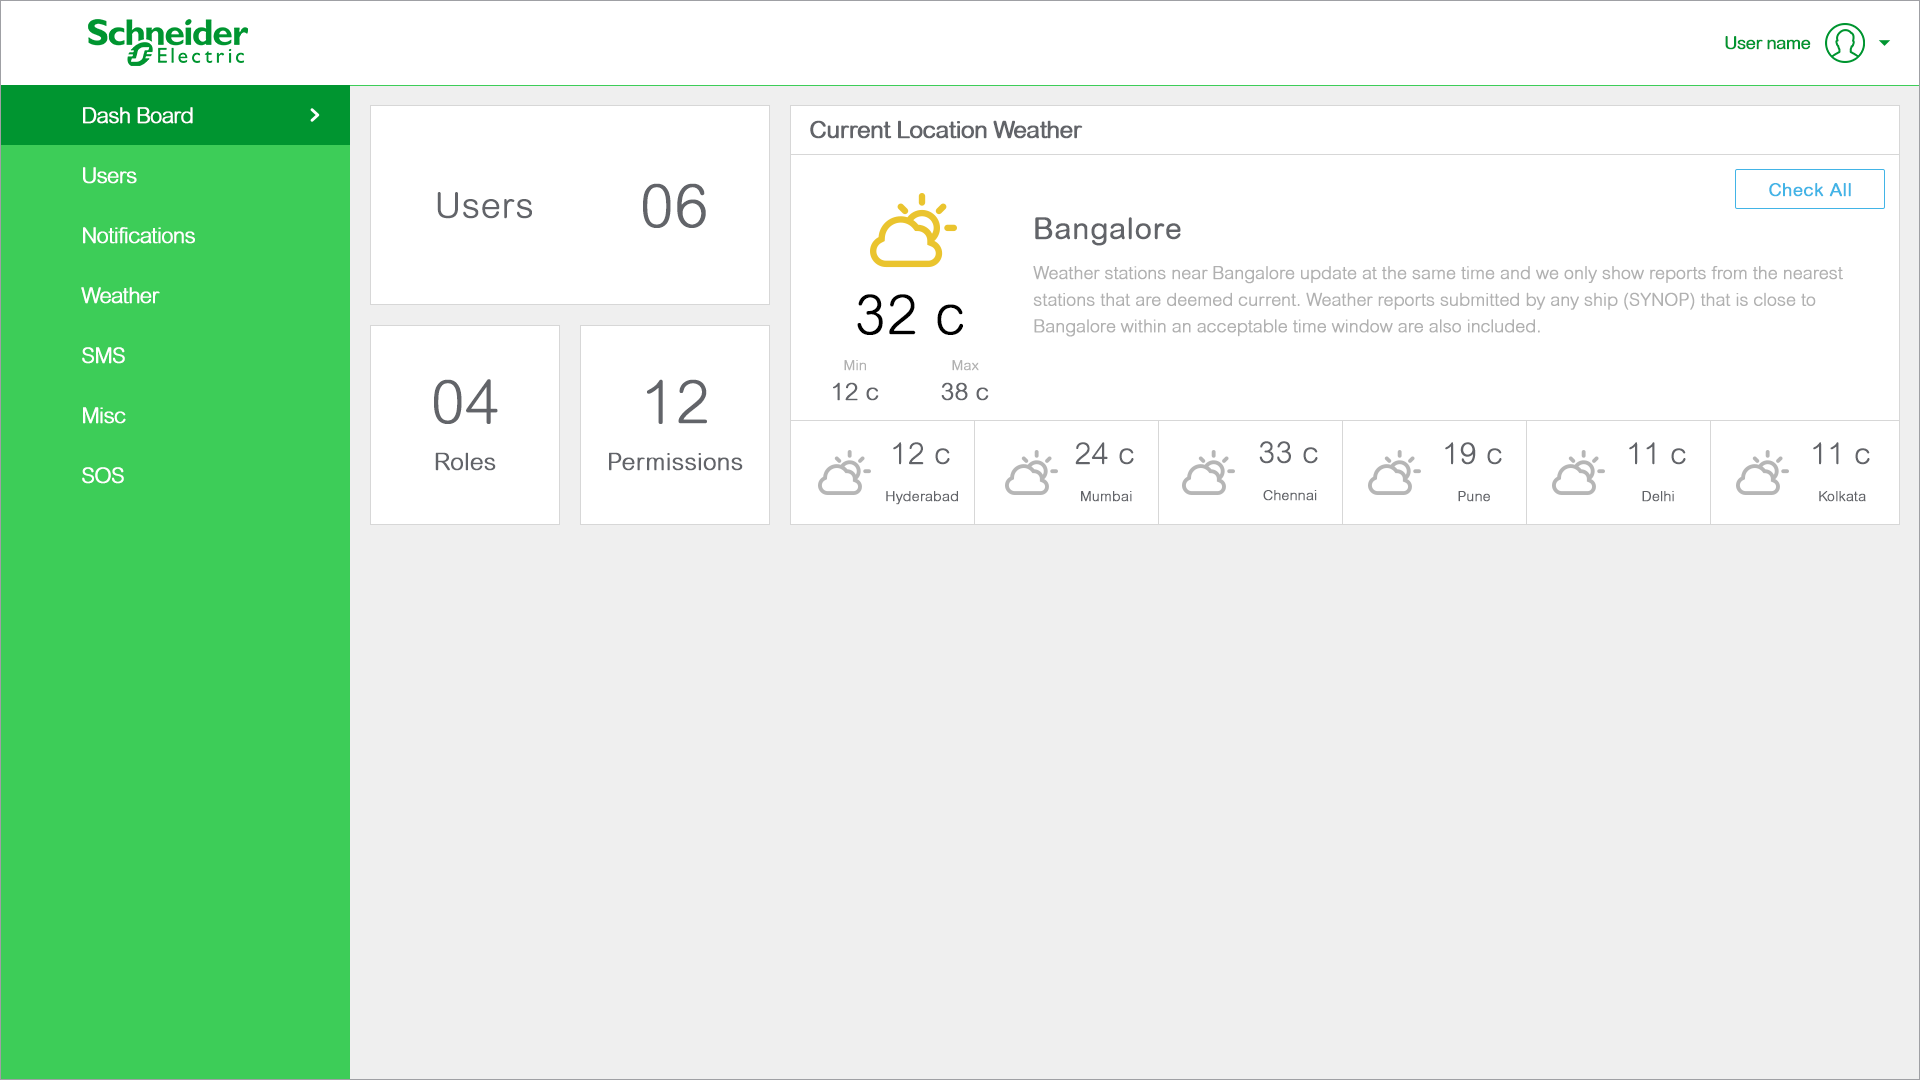 Schneider
Electric
User name
Dash Board
Users
Notifications
Weather
SMS
Misc
SOS
Users 06
04
Roles
12
Permissions
Current Location Weather
Check All
32 c
Min Max
12 c 38 c
Bangalore
Weather stations near Bangalore update at the same time and we only show reports from the nearest
stations that are deemed current. Weather reports submitted by any ship (SYNOP) that is close to
Bangalore within an acceptable time window are also included.
12 c
Hyderabad
24 c
Mumbai
33 c
Chennai
19 c
Pune
11 c
Delhi
11 c
Kolkata